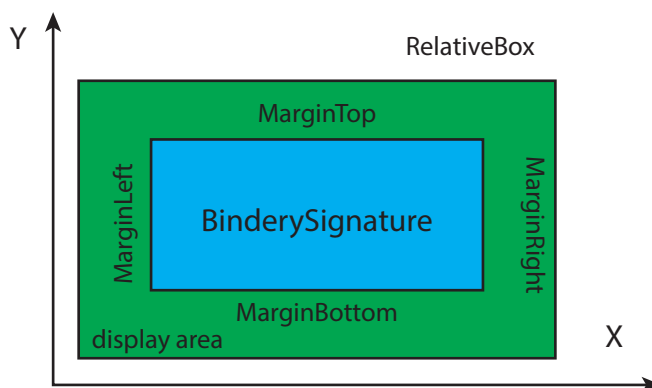 Y
RelativeBox
MarginTop
MarginLeft
BinderySignature
MarginRight
MarginBottom
display area
X